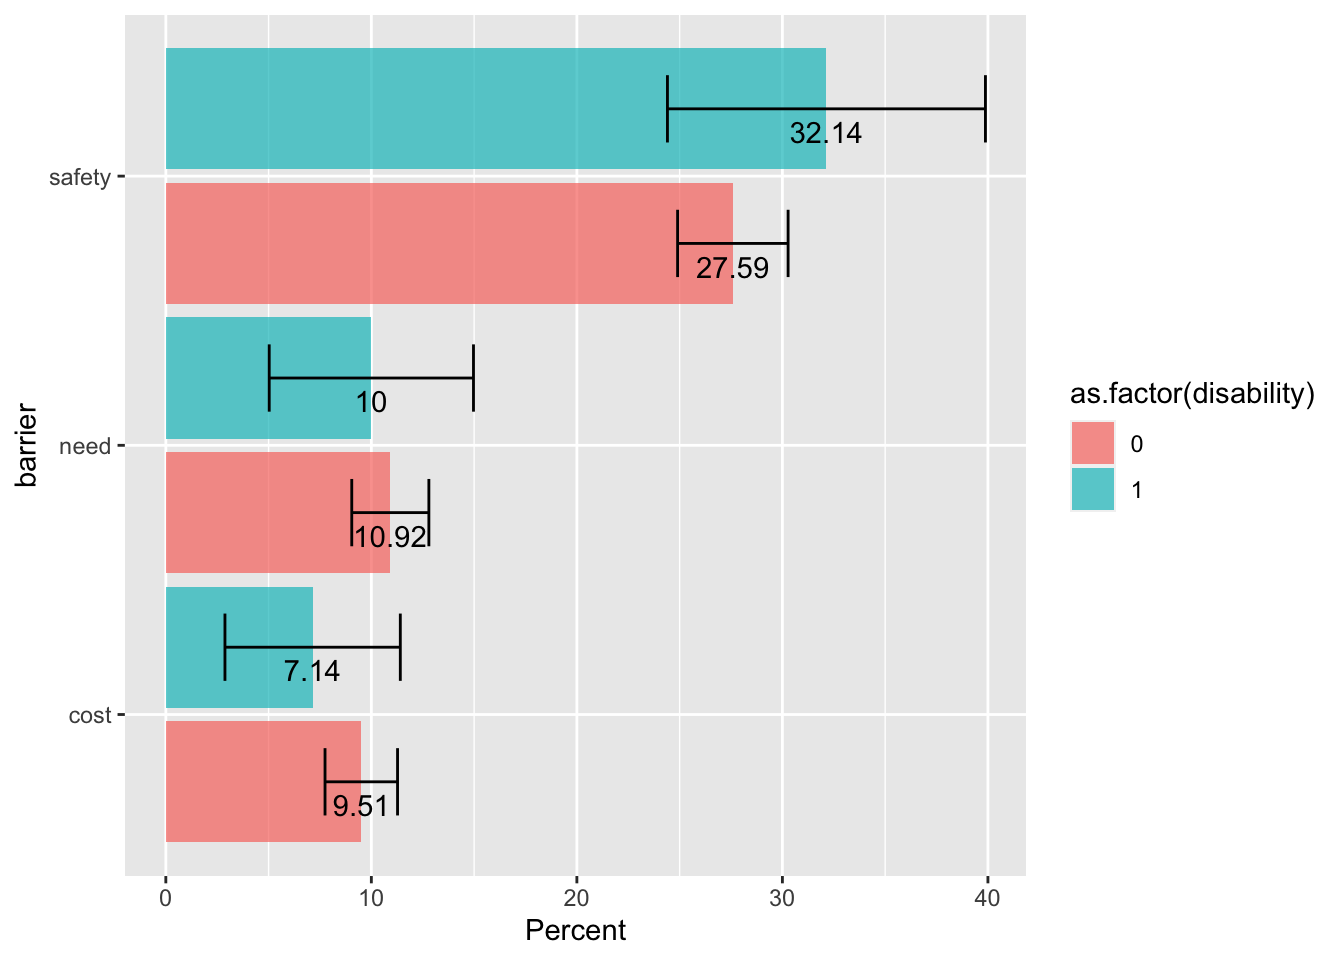 32.14
safety
27.59
10
need
10.92
7.14
cost
9.51
barrier
0 10 20 30 40
Percent
as.factor(disability)
0
1